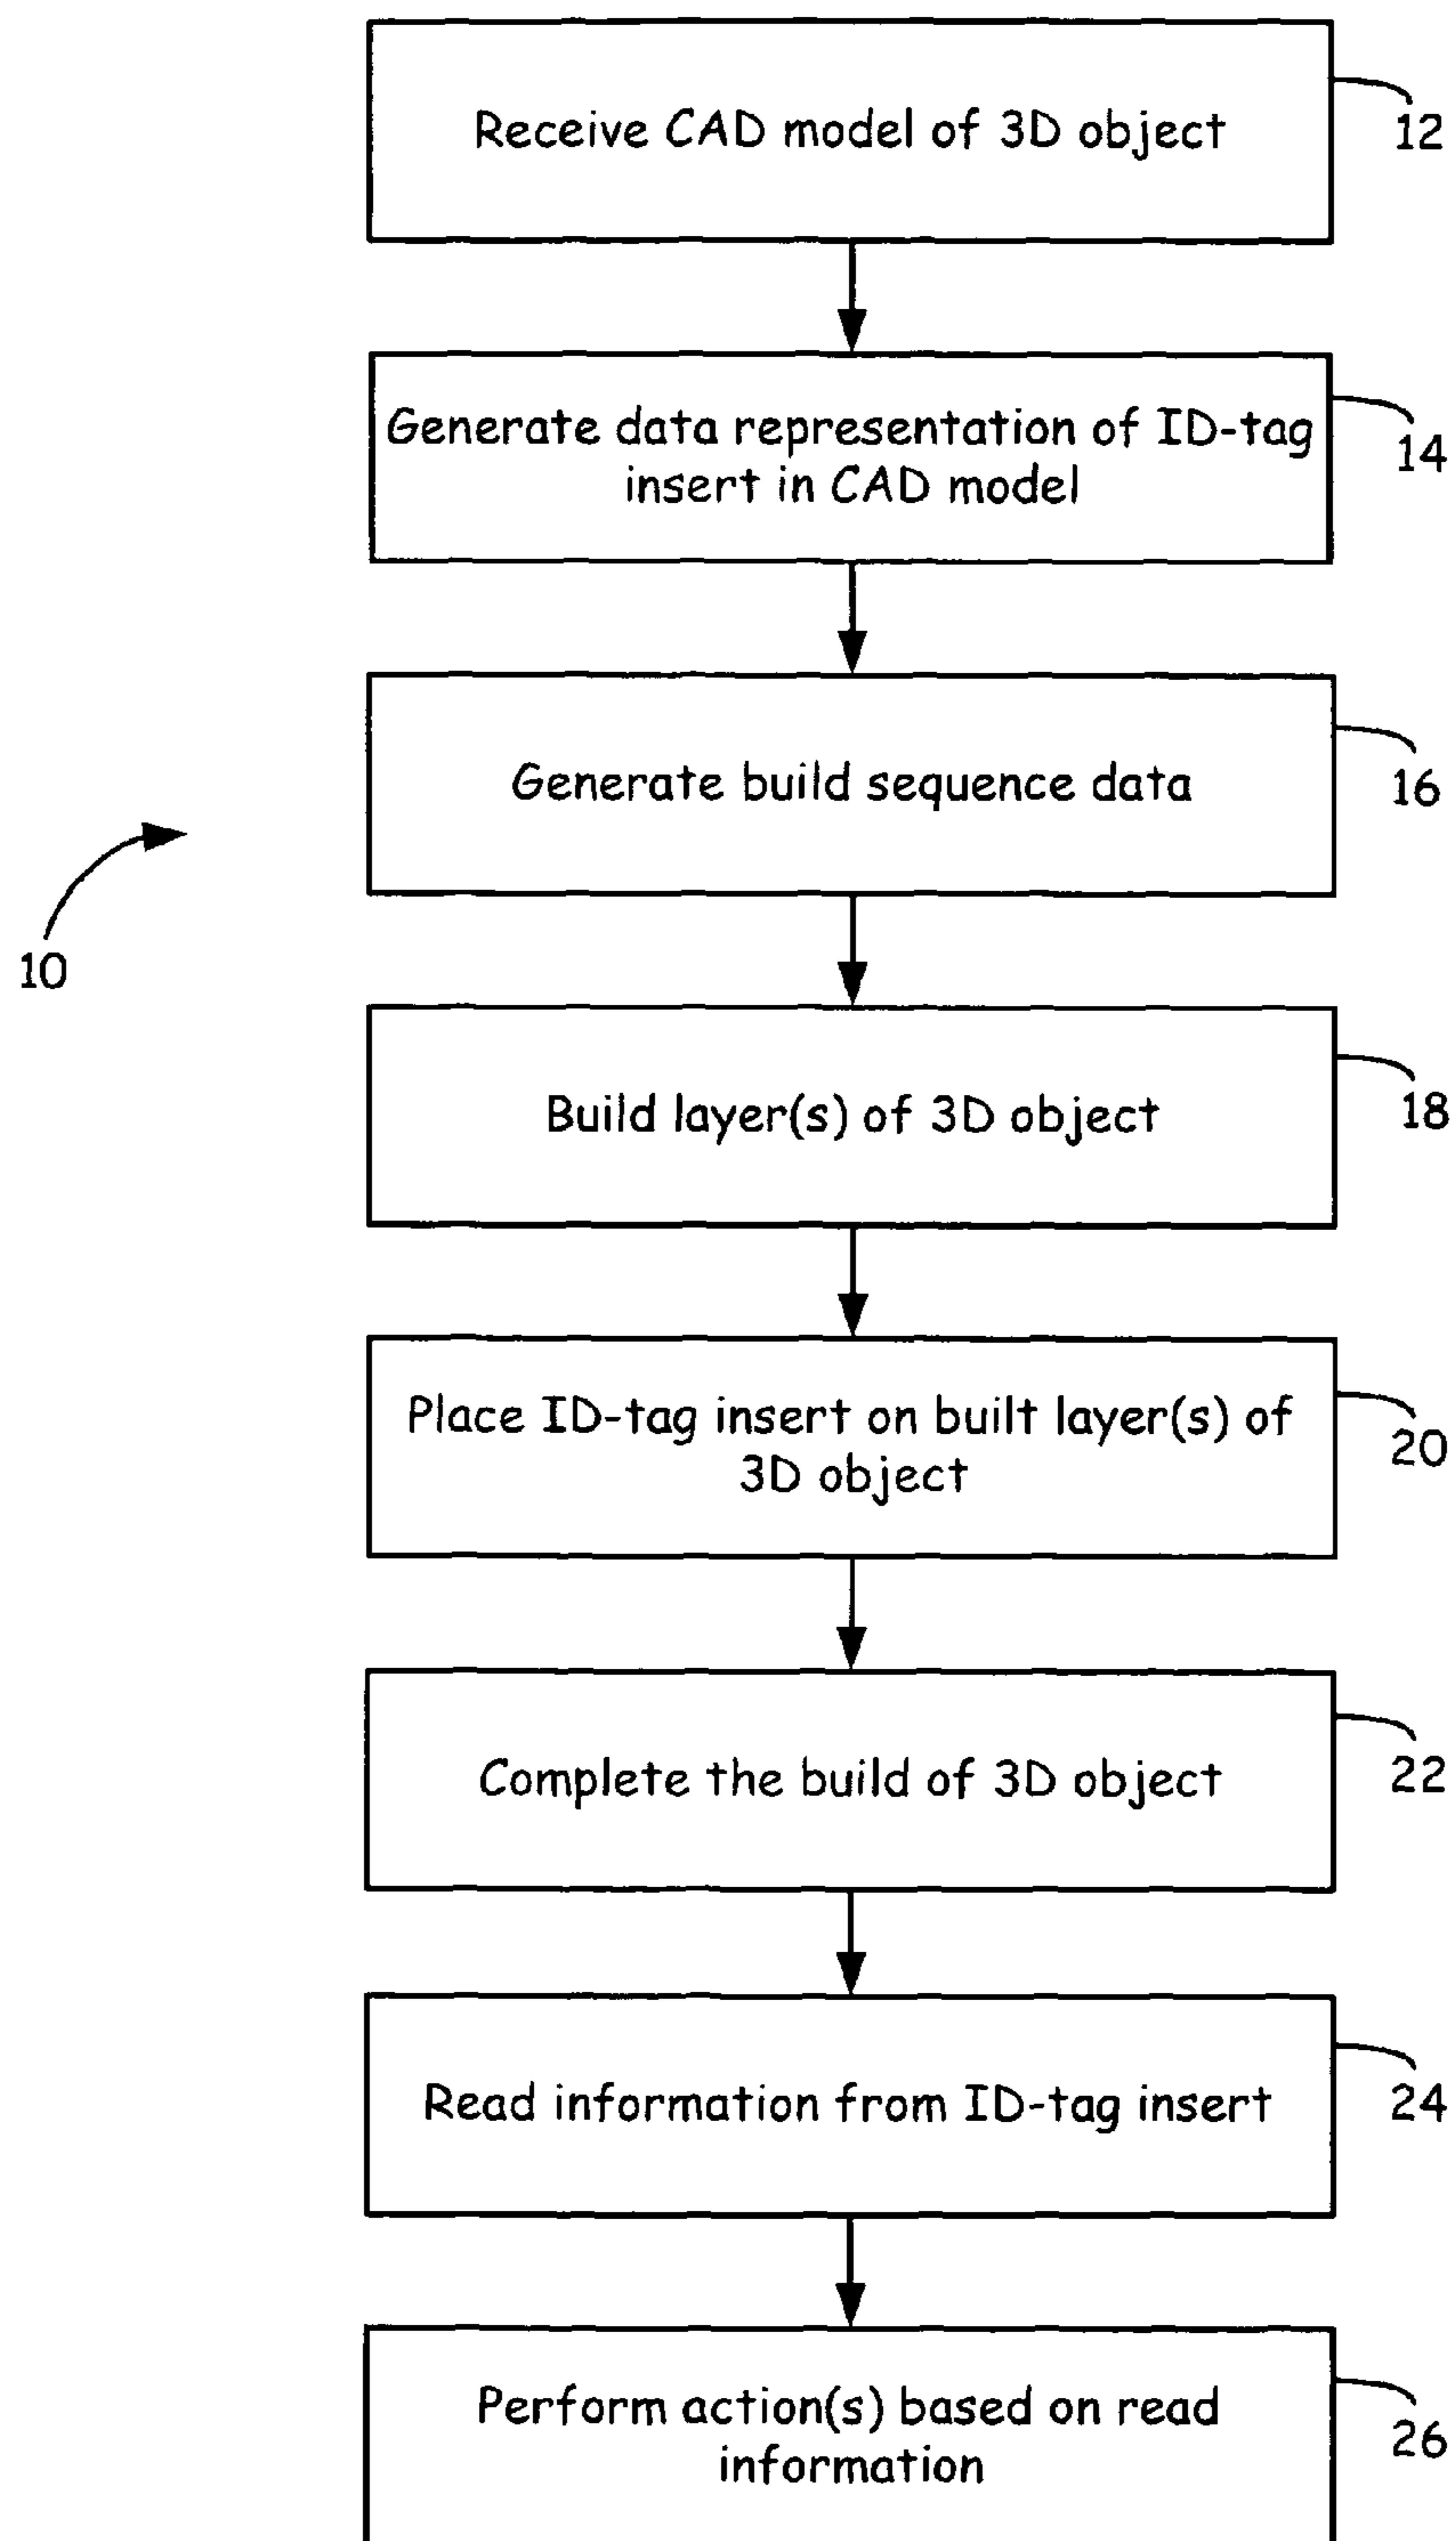 Receive CAD model of 3D object
12
Generate data representation of ID-tag
insert in CAD model
14
Generate build sequence data
16
10
Build layer(s) of 3D object
18
Place ID-tag insert on built layer(s) of
3D object
20
Complete the build of 3D object
22
Read information from ID-tag insert
24
Perform action(s) based on read
information
26